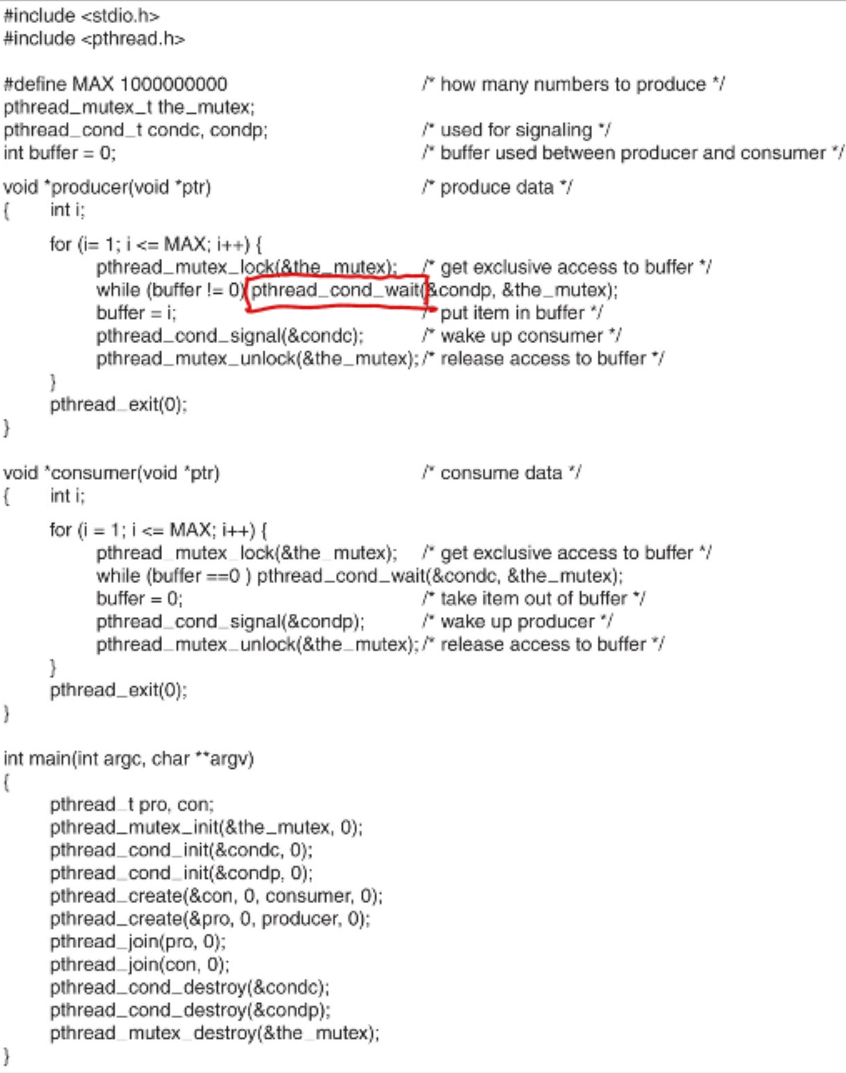 #include <stdio.h>
#include <pthread.h>
#define MAX 1000000000 /* how many numbers to produce */
pthread_mutex_t the_mutex;
pthread_cond_t condc, condp; /* used for signaling */
int buffer = 0; /* buffer used between producer and consumer */
void *producer(void *ptr) /* produce data */
{ int i;
for (i= 1; i <= MAX; i++) {
pthread_mutex_lock(&the_mutex); /* get exclusive access to buffer */
while (buffer != 0) pthread_cond_wait(&condp, &the_mutex);
buffer = i; /* put item in buffer */
pthread_cond_signal(&condc); /* wake up consumer */
pthread_mutex_unlock(&the_mutex); /* release access to buffer */
}
pthread_exit(0);
}
void *consumer(void *ptr) /* consume data */
{ int i;
for (i = 1; i <= MAX; i++) {
pthread_mutex_lock(&the_mutex); /* get exclusive access to buffer */
while (buffer ==0 ) pthread_cond_wait(&condc, &the_mutex);
buffer = 0; /* take item out of buffer */
pthread_cond_signal(&condp); /* wake up producer */
pthread_mutex_unlock(&the_mutex); /* release access to buffer */
}
pthread_exit(0);
}
int main(int argc, char **argv)
{
pthread_t pro, con;
pthread_mutex_init(&the_mutex, 0);
pthread_cond_init(&condc, 0);
pthread_cond_init(&condp, 0);
pthread_create(&con, 0, consumer, 0);
pthread_create(&pro, 0, producer, 0);
pthread_join(pro, 0);
pthread_join(con, 0);
pthread_cond_destroy(&condc);
pthread_cond_destroy(&condp);
pthread_mutex_destroy(&the_mutex);
}